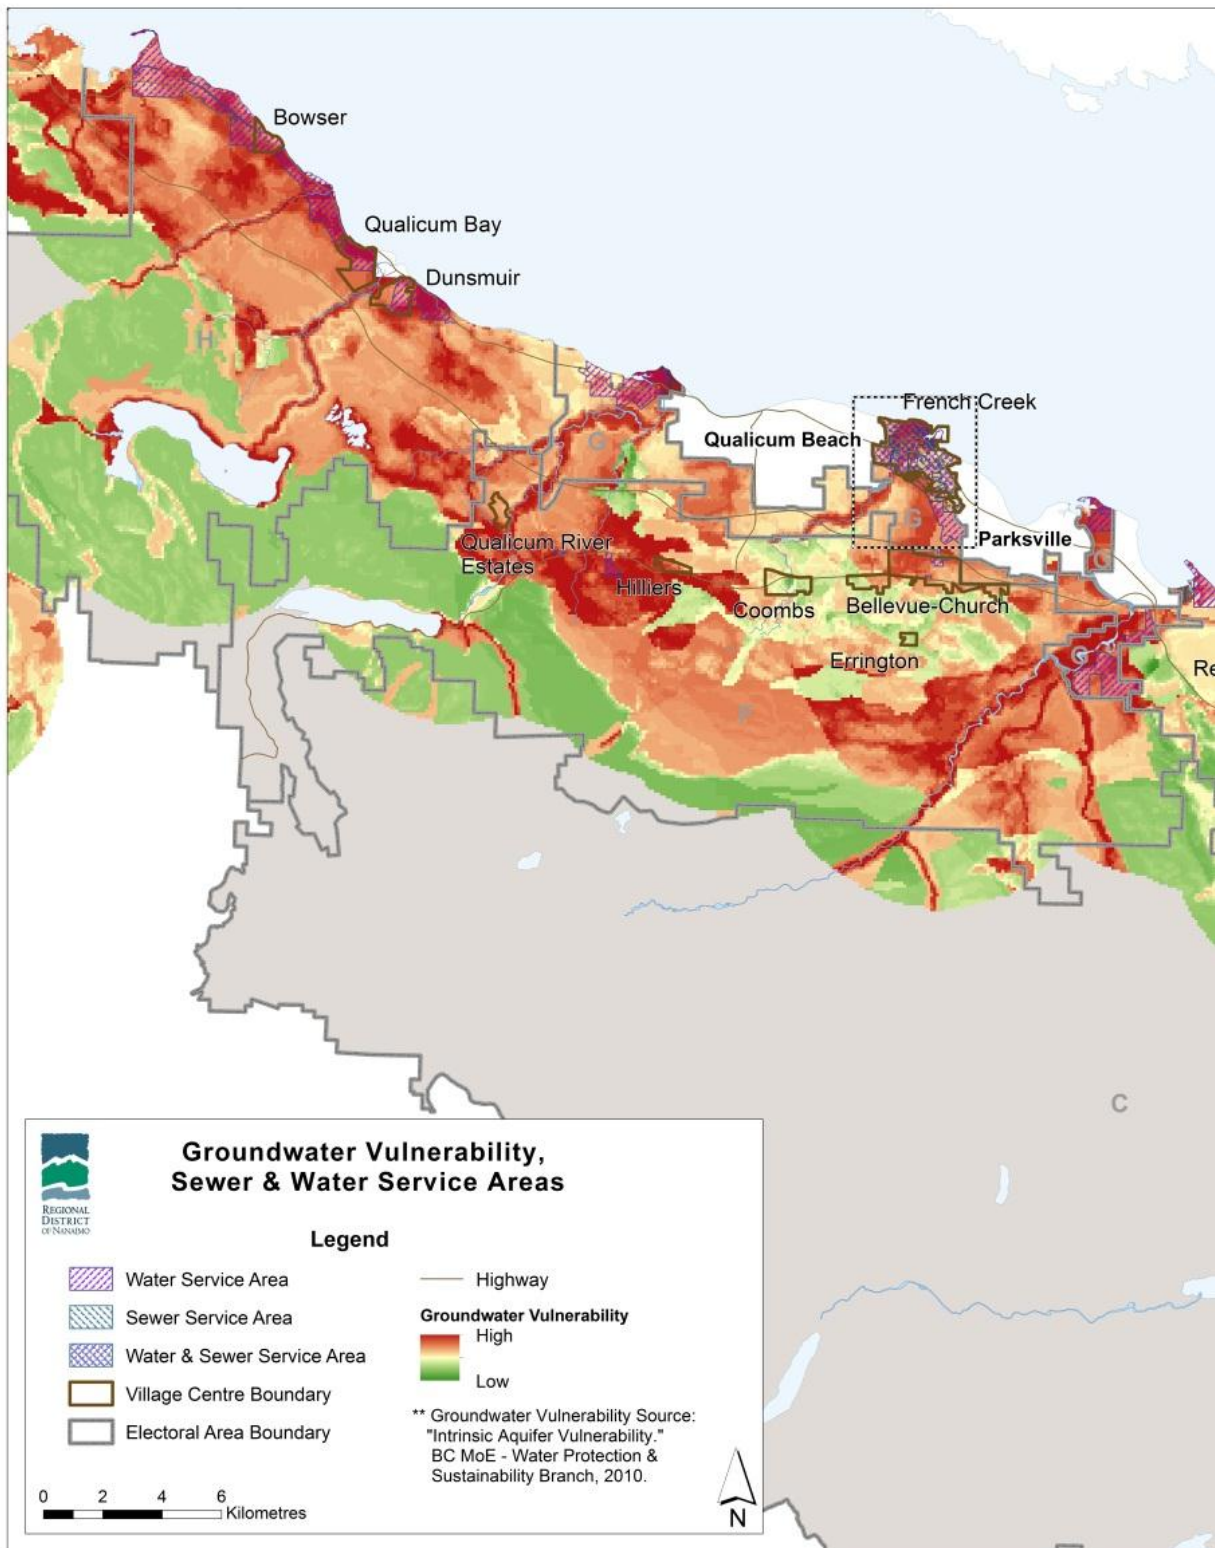 Bowser
Qualicum Bay
Dunsmuir
H
French Creek
Qualicum Beach
G
G
Parksville
G
Qualicum River
Estates
Hilliers
Coombs
Bellevue-Church
Errington
G
Re
F
C
Groundwater Vulnerability,
Sewer & Water Service Areas
REGIONAL
DISTRICT
OF NANAIMO
Legend
Water Service Area
Sewer Service Area
Water & Sewer Service Area
Village Centre Boundary
Electoral Area Boundary
Highway
Groundwater Vulnerability
High
Low
** Groundwater Vulnerability Source:
"Intrinsic Aquifer Vulnerability."
BC MoE - Water Protection &
Sustainability Branch, 2010.
0 2 4 6
Kilometres
N